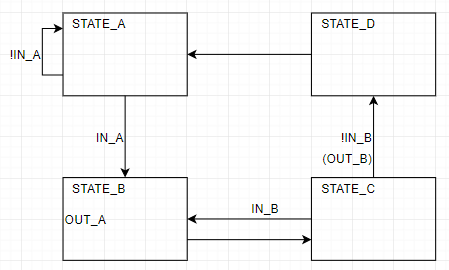 STATE_A
STATE_D
!IN_A
IN_A
!IN_B
(OUT_B)
STATE_B
STATE_C
OUT_A
IN_B